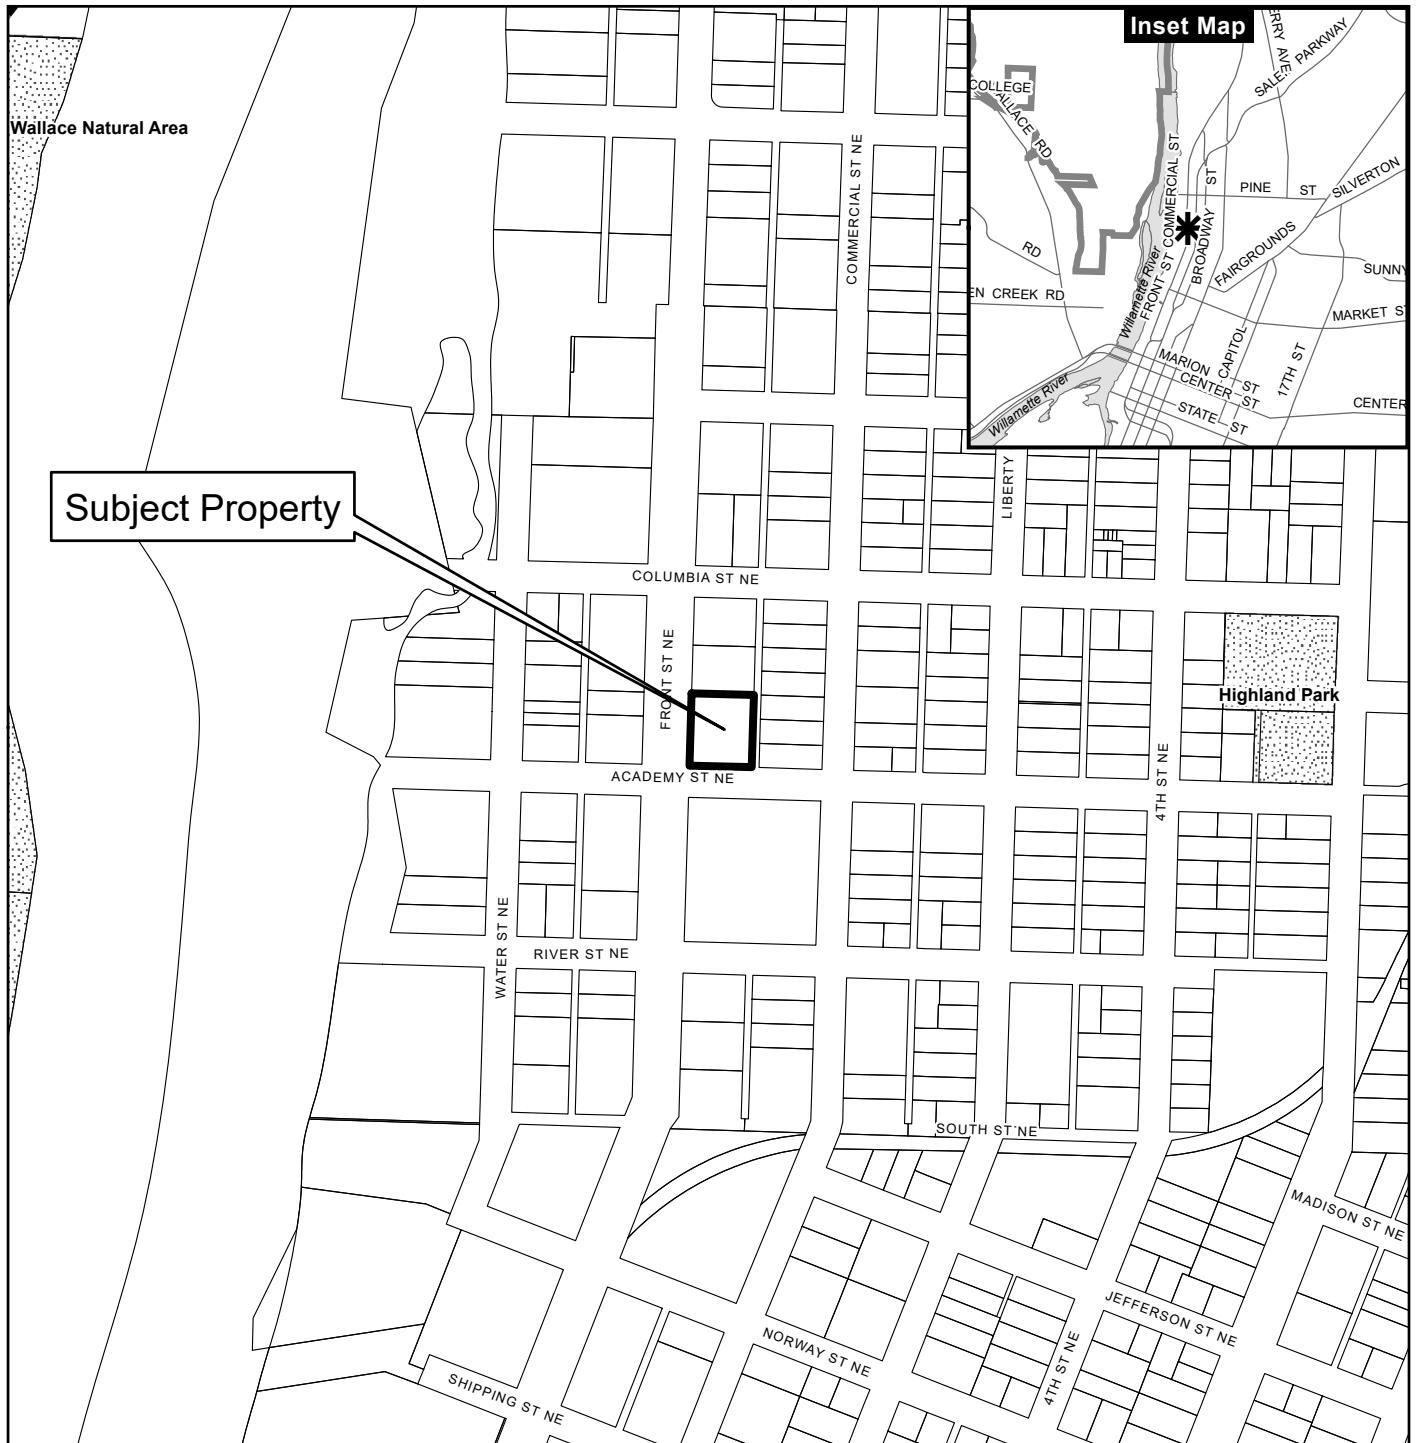 Inset Map
COLLEGE
WALLACE RD
ERRY AVE
SALEM PARKWAY
PINE ST
SILVERTON
FRONT ST
COMMERCIAL ST
BROADWAY ST
FAIRGROUNDS
RD
EN CREEK RD
SUNNY
MARKET ST
Willamette River
Willamette River
CAPITOL ST
17TH ST
MARION ST
CENTER ST
STATE ST
CENTER
Wallace Natural Area
COMMERCIAL ST NE
LIBERTY
Subject Property
COLUMBIA ST NE
FRONT ST NE
Highland Park
ACADEMY ST NE
4TH ST NE
WATER ST NE
RIVER ST NE
SOUTH ST NE
MADISON ST NE
JEFFERSON ST NE
NORWAY ST NE
4TH ST NE
SHIPPING ST NE